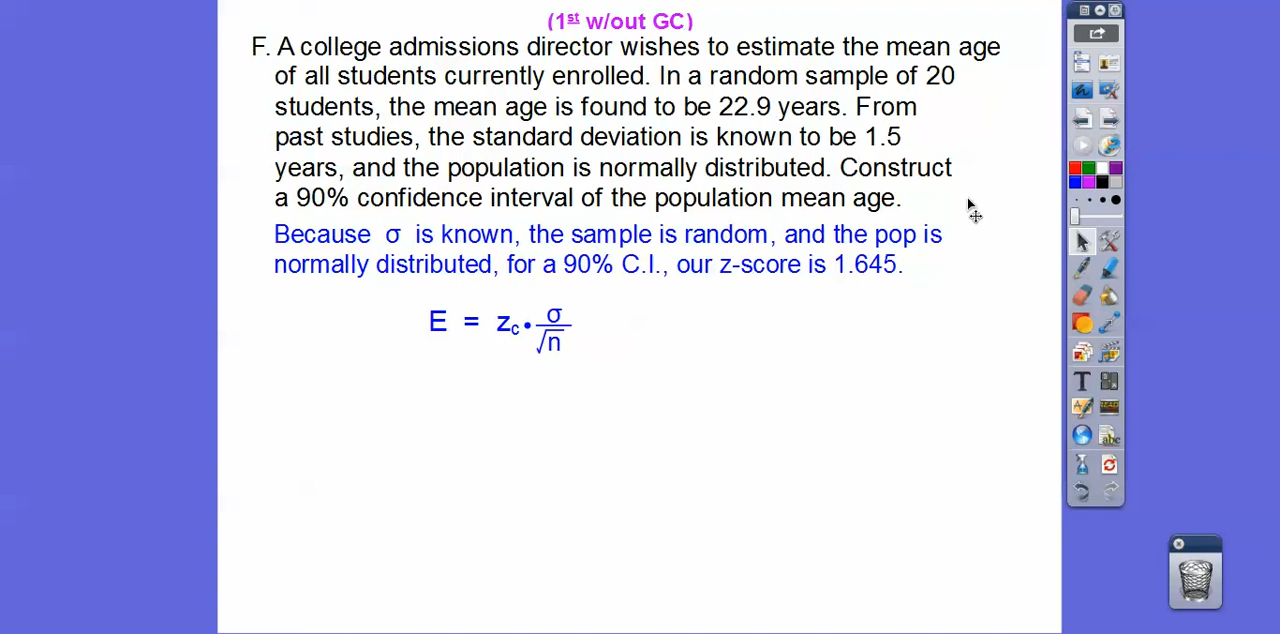 (1st w/out GC)
F. A college admissions director wishes to estimate the mean age
of all students currently enrolled. In a random sample of 20
students, the mean age is found to be 22.9 years. From
past studies, the standard deviation is known to be 1.5
years, and the population is normally distributed. Construct
a 90% confidence interval of the population mean age.
Because σ is known, the sample is random, and the pop is
normally distributed, for a 90% C.I., our z-score is 1.645.
E = zc • σ/√n